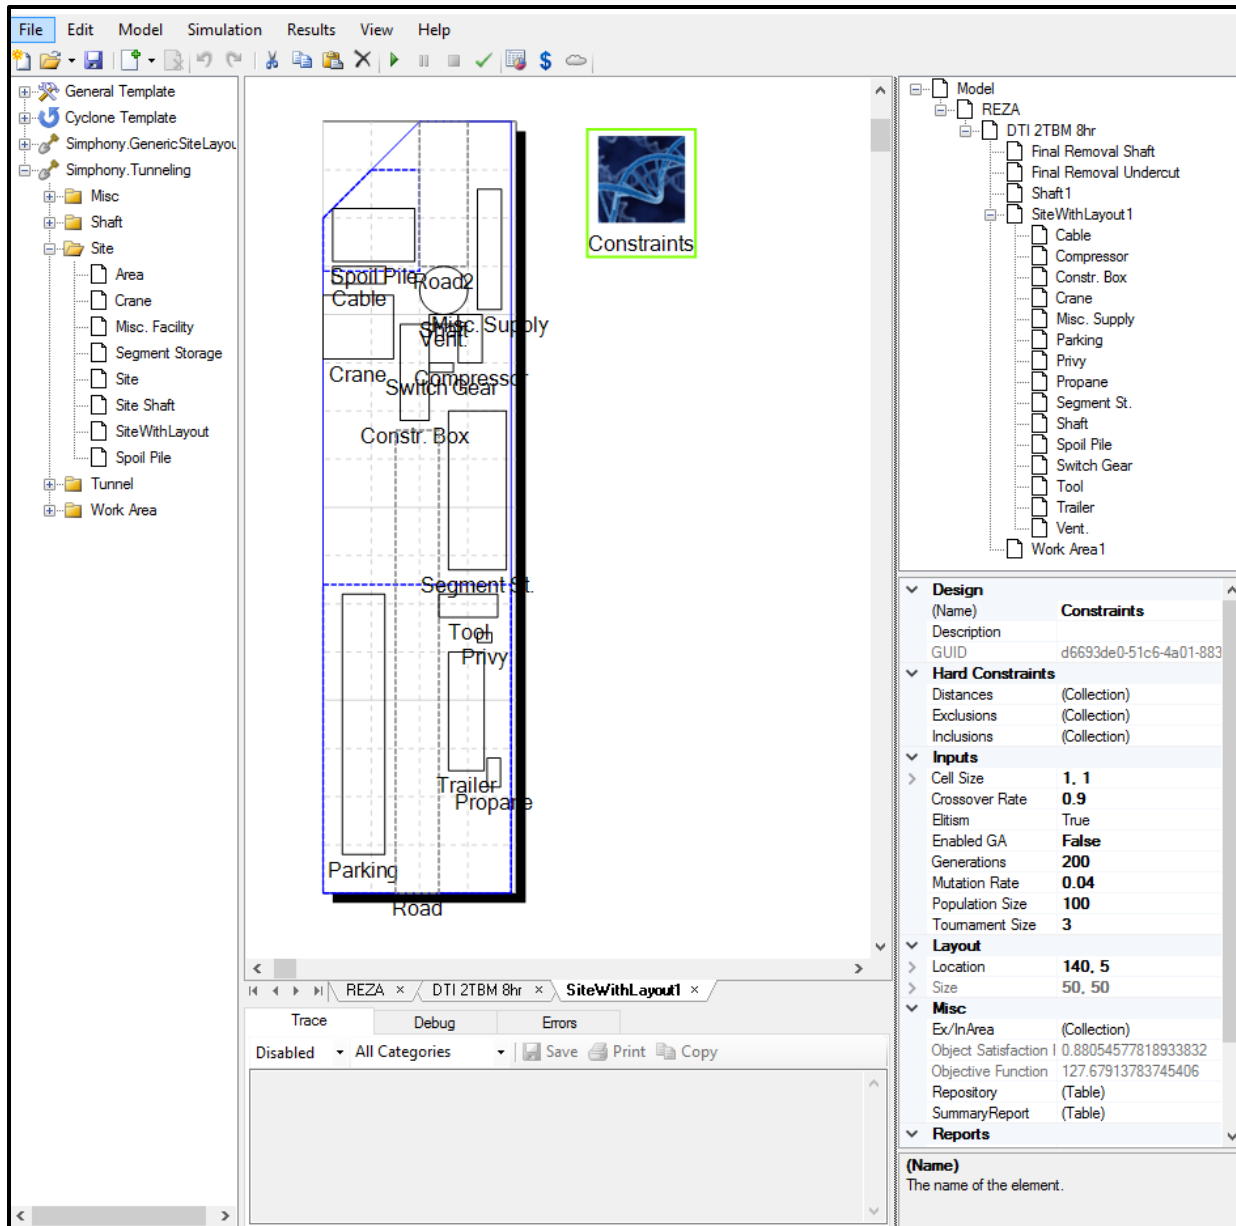 File Edit Model Simulation Results View Help
General Template
Cyclone Template
Simphony.GenericSiteLayou
Simphony.Tunneling
Misc
Shaft
Site
Area
Crane
Misc. Facility
Segment Storage
Site
Site Shaft
SiteWithLayout
Spoil Pile
Tunnel
Work Area
Constraints
Spoil Pile
Road2
Cable
Misc. Supply
Shaft
Vent.
Crane
Compressor
Switch Gear
Constr. Box
Segment St.
Tool
Privy
Trailer
Propane
Parking
Road
REZA × DTI 2TBM 8hr × SiteWithLayout1 ×
Trace Debug Errors
Disabled All Categories Save Print Copy
Model
REZA
DTI 2TBM 8hr
Final Removal Shaft
Final Removal Undercut
Shaft1
SiteWithLayout1
Cable
Compressor
Constr. Box
Crane
Misc. Supply
Parking
Privy
Propane
Segment St.
Shaft
Spoil Pile
Switch Gear
Tool
Trailer
Vent.
Work Area1
Design
(Name) Constraints
Description
GUID d6693de0-51c6-4a01-883
Hard Constraints
Distances (Collection)
Exclusions (Collection)
Inclusions (Collection)
Inputs
Cell Size 1, 1
Crossover Rate 0.9
Elitism True
Enabled GA False
Generations 200
Mutation Rate 0.04
Population Size 100
Tournament Size 3
Layout
Location 140, 5
Size 50, 50
Misc
Ex/InArea (Collection)
Object Satisfaction 0.88054577818933832
Objective Function 127.67913783745406
Repository (Table)
SummaryReport (Table)
Reports
(Name)
The name of the element.